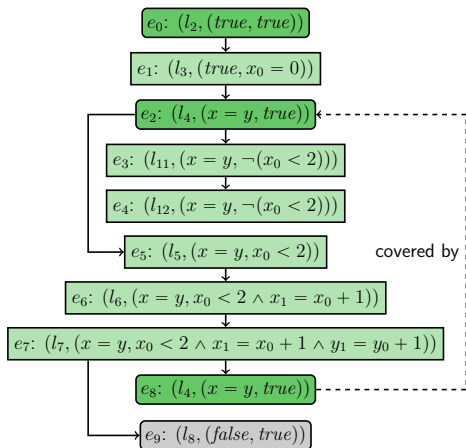 e₀: (l₂, (true, true))
e₁: (l₃, (true, x₀ = 0))
e₂: (l₄, (x = y, true))
e₃: (l₁₁, (x = y, ¬(x₀ < 2)))
e₄: (l₁₂, (x = y, ¬(x₀ < 2)))
e₅: (l₅, (x = y, x₀ < 2))
covered by
e₆: (l₆, (x = y, x₀ < 2 ∧ x₁ = x₀ + 1))
e₇: (l₇, (x = y, x₀ < 2 ∧ x₁ = x₀ + 1 ∧ y₁ = y₀ + 1))
e₈: (l₄, (x = y, true))
e₉: (l₈, (false, true))